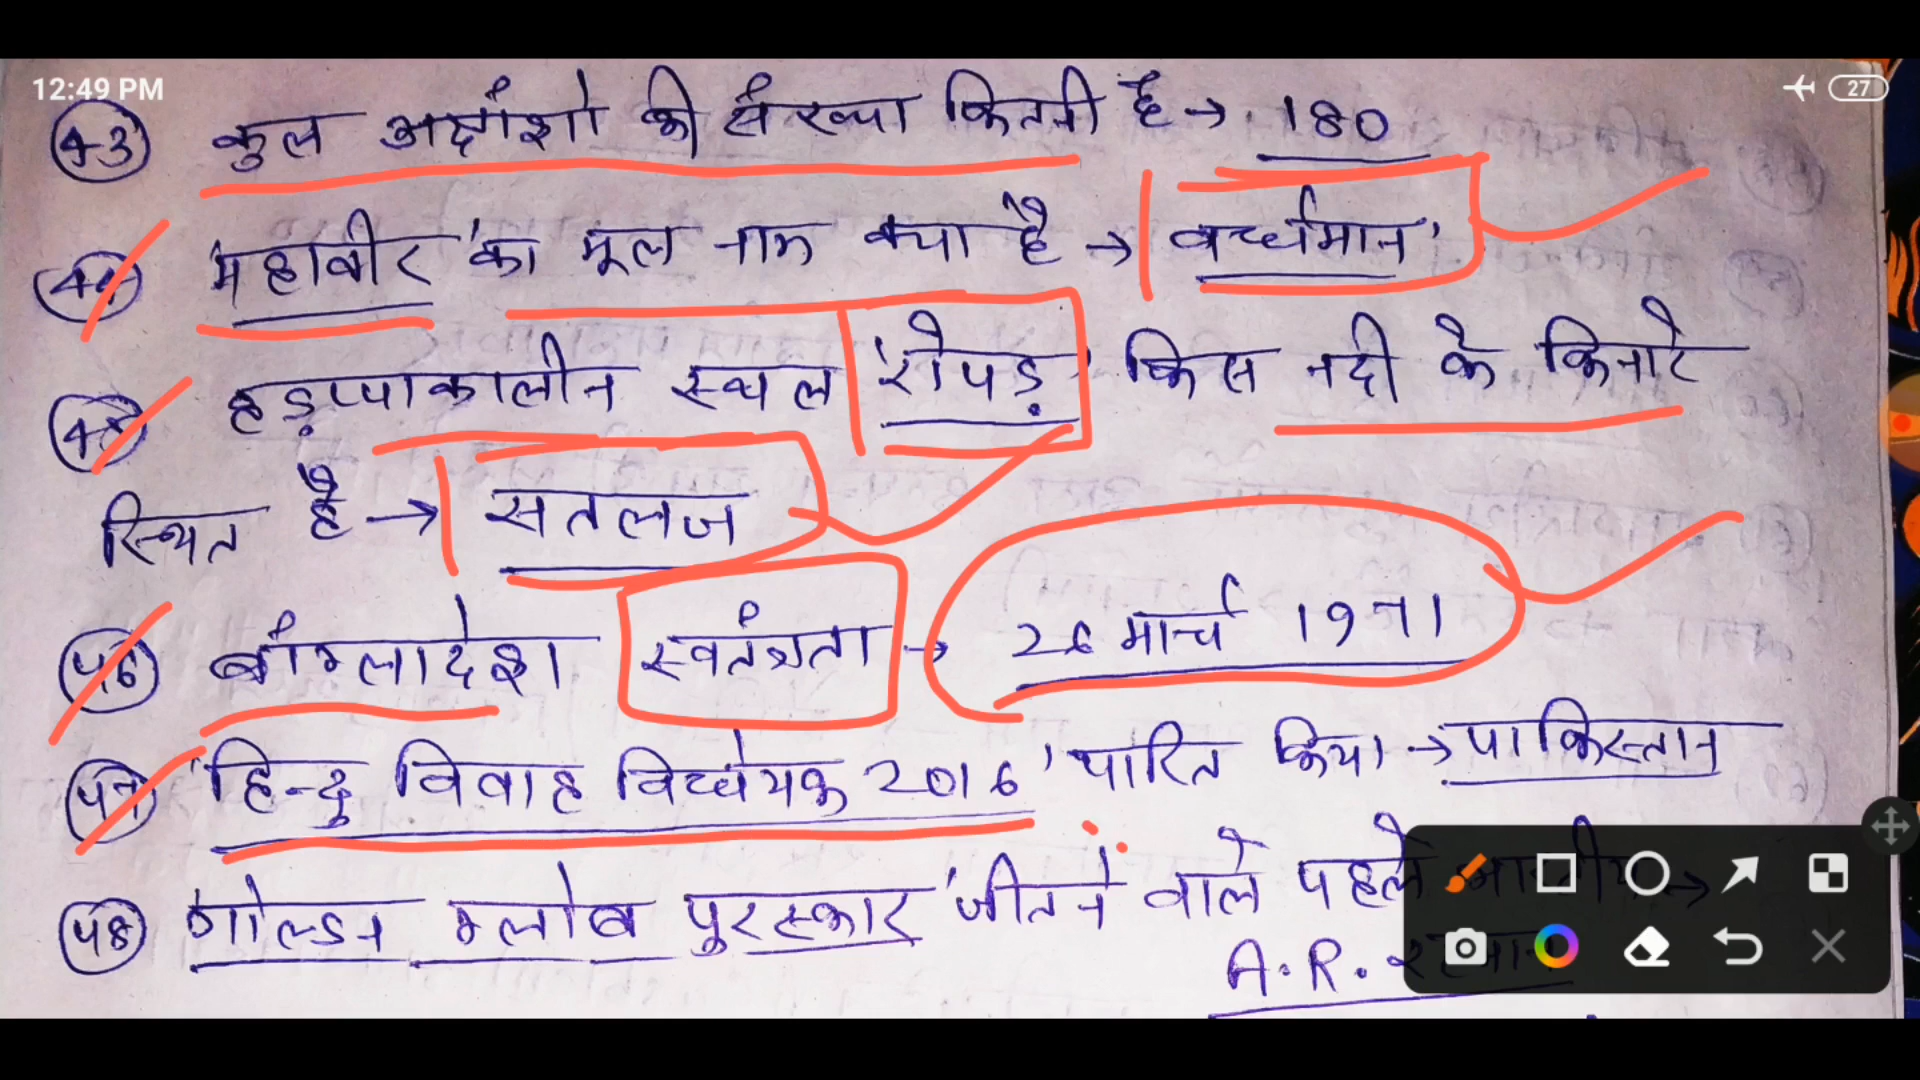 12:49 PM 27
43 कुल अक्षांशो की संख्या कितनी है → 180
44 'महावीर' का मूल नाम क्या है → वर्ध्दमान'
45 हड़प्पाकालीन स्थल 'रोपड़' किस नदी के किनारे
स्थित है → सतलज
46 बांग्लादेश स्वतंत्रता → 26 मार्च 1971
47 'हिन्दु विवाह विध्देयक 2016' पारित किया → पाकिस्तान
48 'गोल्डन ग्लोब पुरस्कार' जीतने वाले पहले →
A.R.